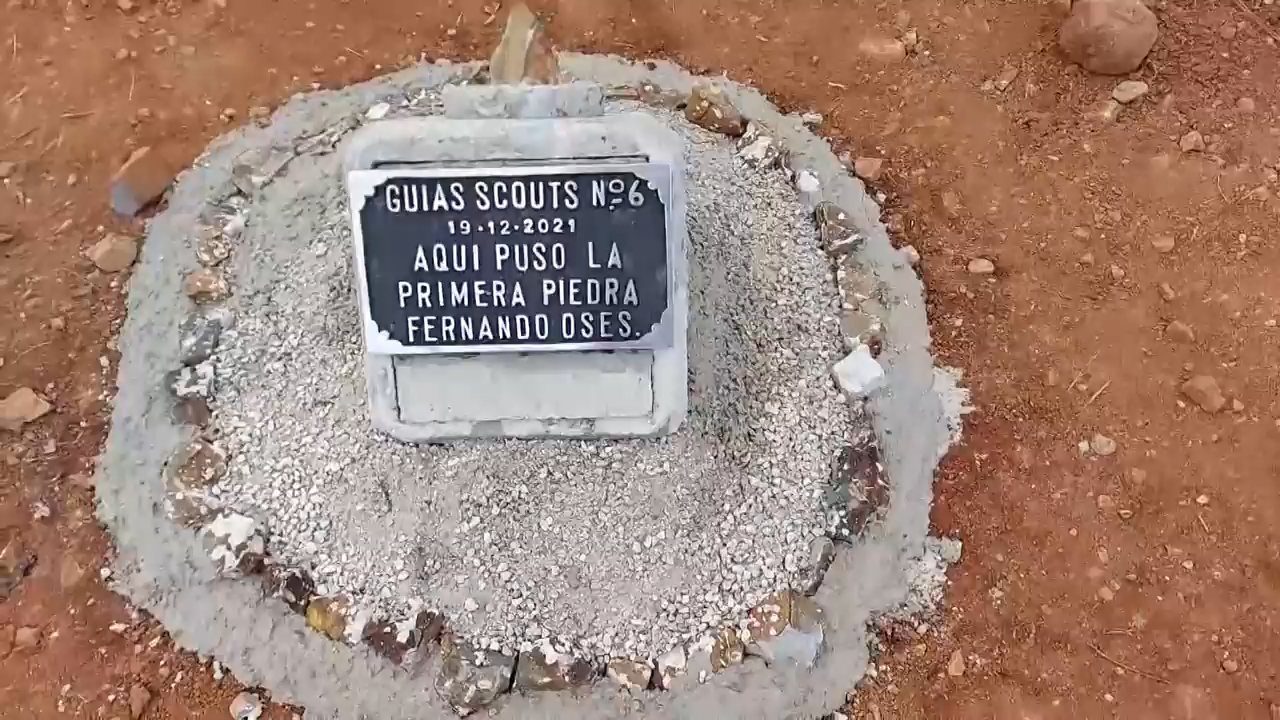 GUIAS SCOUTS Nº6
19-12-2021
AQUI PUSO LA
PRIMERA PIEDRA
FERNANDO OSES.